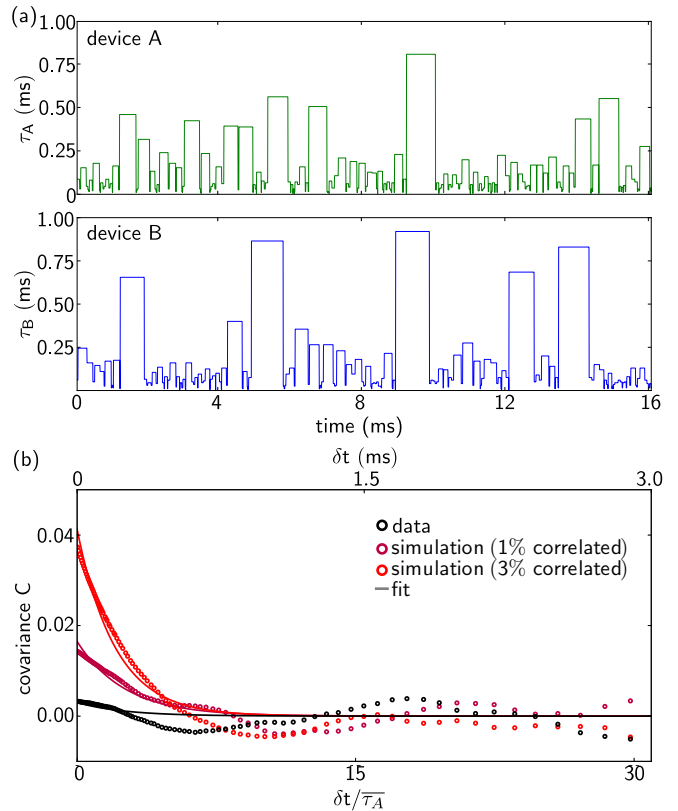 (a)
device A
1.00
0.75
0.50
0.25
0
τA (ms)
device B
1.00
0.75
0.50
0.25
τB (ms)
0 4 8 12 16
time (ms)
(b)
δt (ms)
0 1.5 3.0
0.04
0.02
0.00
covariance C
data
simulation (1% correlated)
simulation (3% correlated)
fit
0 15 30
δt/τA